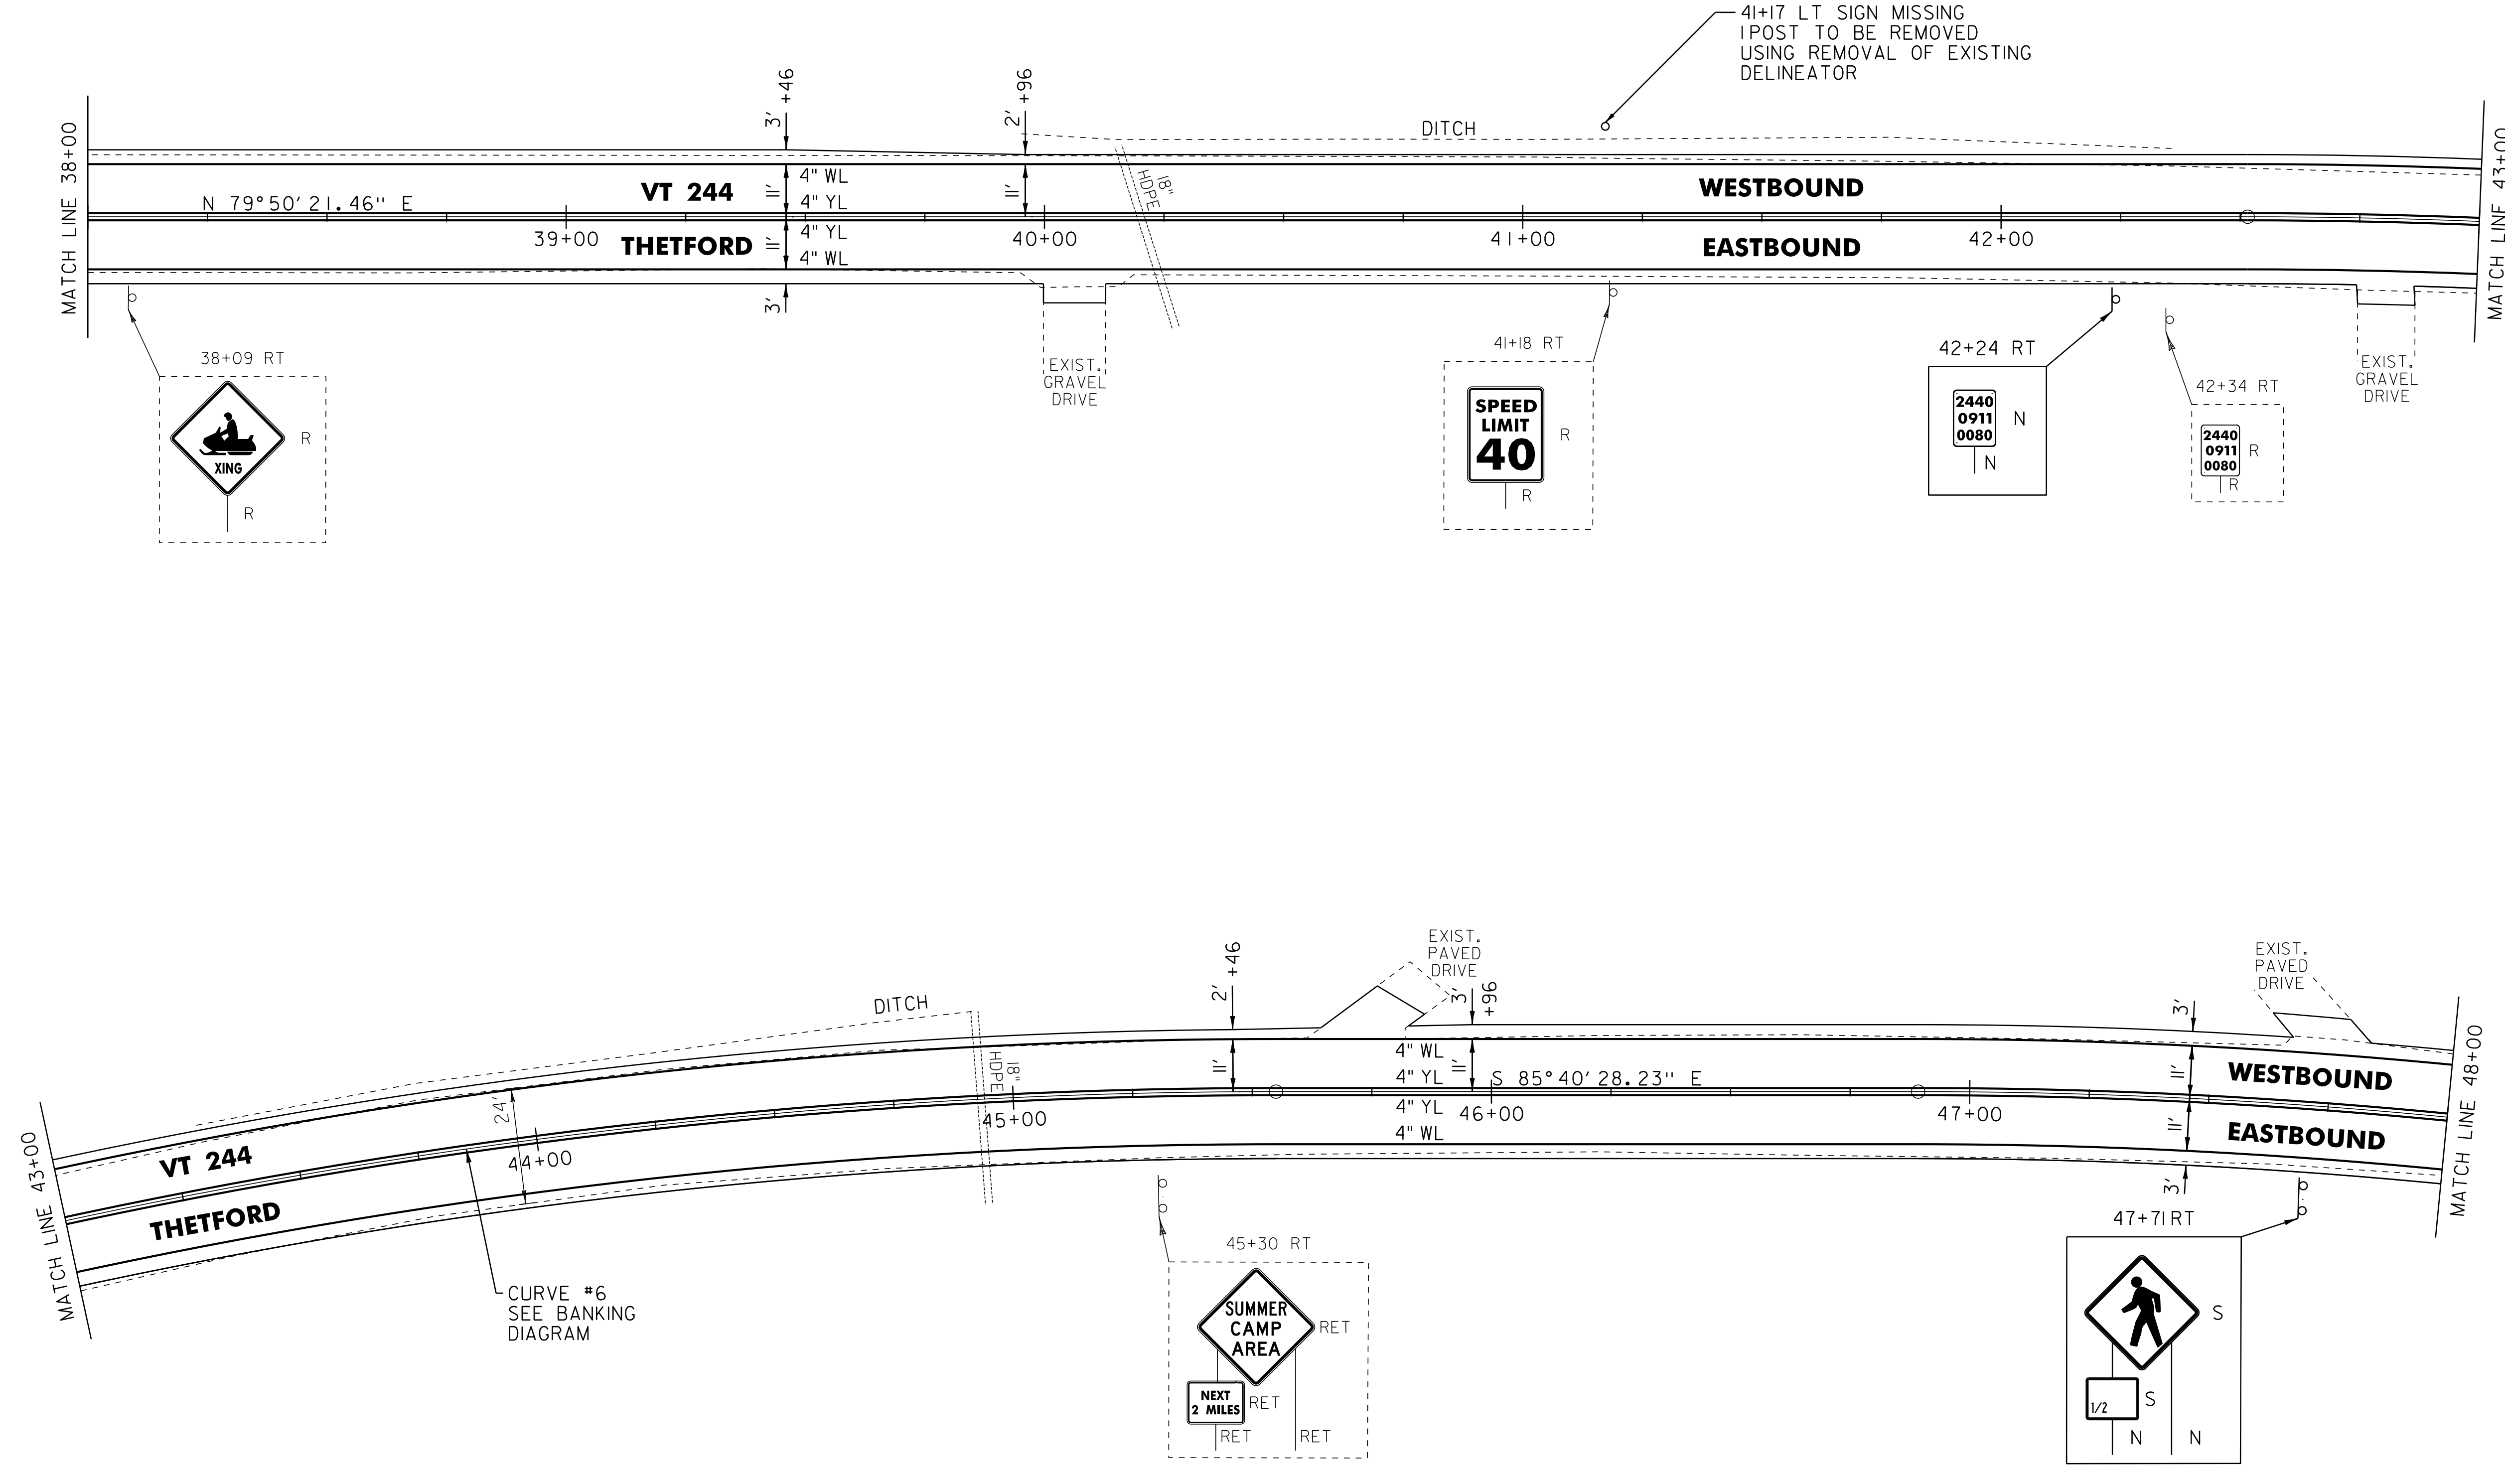 41+17 LT SIGN MISSING
1 POST TO BE REMOVED
USING REMOVAL OF EXISTING
DELINEATOR
3' +46
2' +96
DITCH
MATCH LINE 38+00
MATCH LINE 43+00
18"
HDPE
N 79°50'21.46" E
VT 244
11'
4" WL
4" YL
11'
WESTBOUND
39+00
THETFORD
11'
4" YL
4" WL
40+00
41+00
EASTBOUND
42+00
3'
38+09 RT
XING
R
R
EXIST.
GRAVEL
DRIVE
41+18 RT
SPEED
LIMIT
40
R
R
42+24 RT
2440
0911
0080
N
N
42+34 RT
2440
0911
0080
R
R
EXIST.
GRAVEL
DRIVE
MATCH LINE 43+00
VT 244
THETFORD
DITCH
24'
44+00
18"
HDPE
45+00
2' +46
11'
EXIST.
PAVED
DRIVE
3' +96
4" WL
4" YL
11'
S 85°40'28.23" E
4" YL
4" WL
46+00
47+00
EXIST.
PAVED
DRIVE
3'
11'
11'
3'
WESTBOUND
EASTBOUND
MATCH LINE 48+00
CURVE #6
SEE BANKING
DIAGRAM
45+30 RT
SUMMER
CAMP
AREA
RET
NEXT
2 MILES
RET
RET
RET
47+71 RT
S
1/2
S
N
N